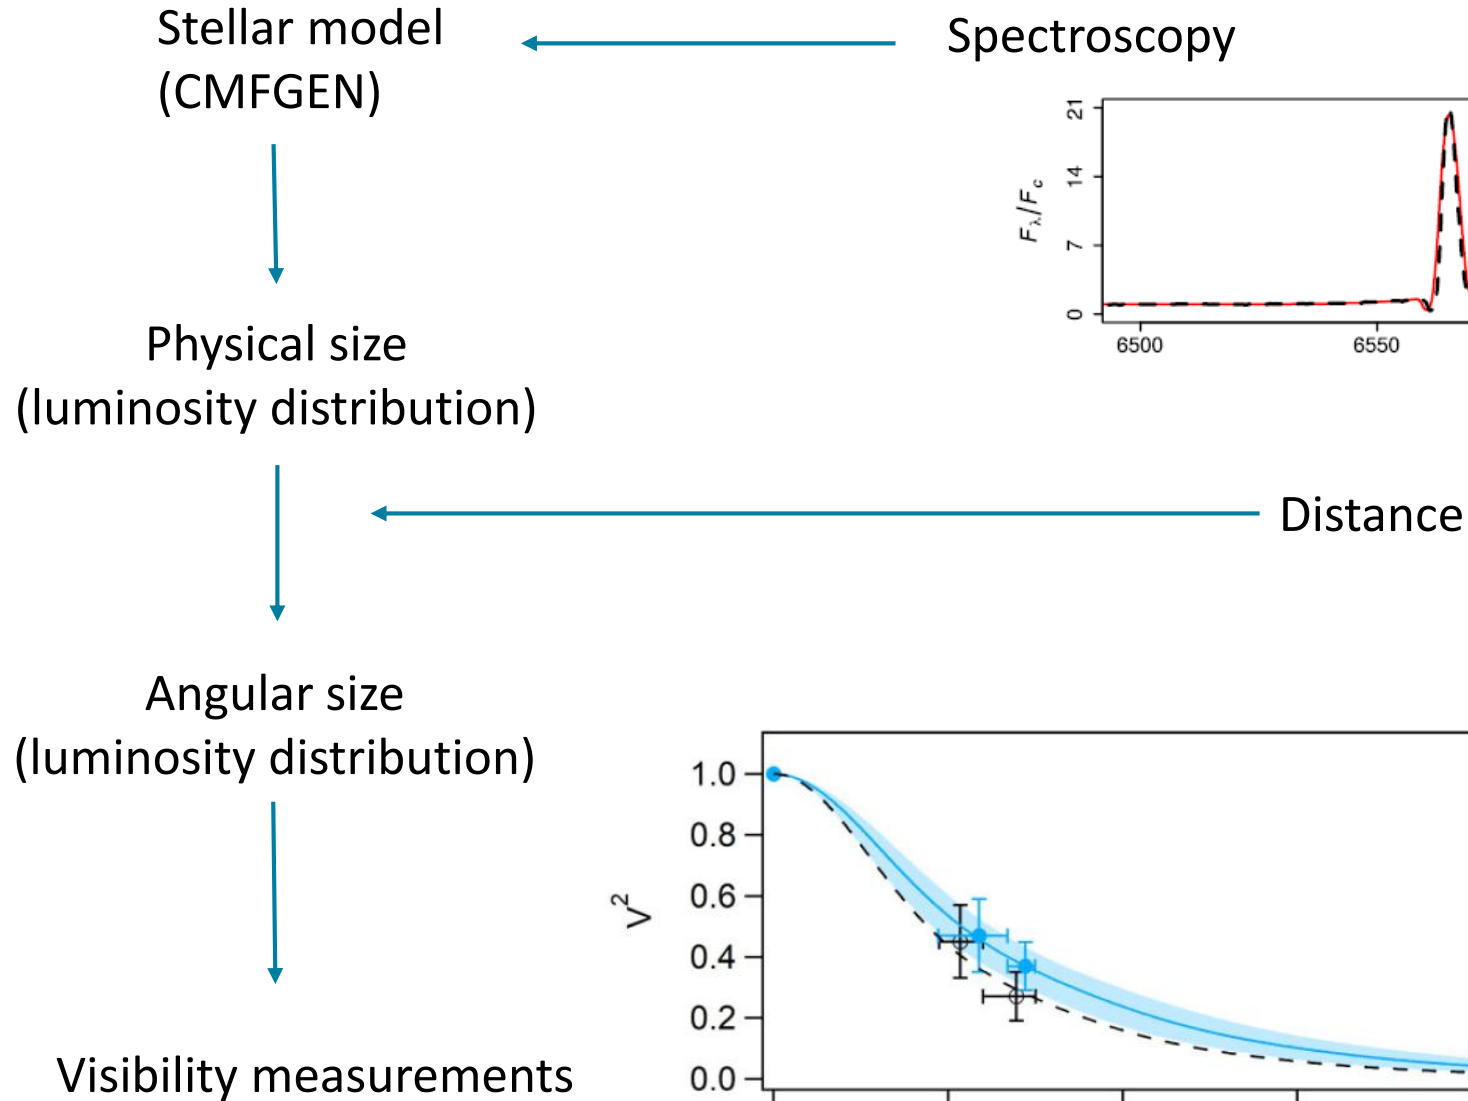 Stellar model
(CMFGEN)
Spectroscopy
21
14
7
0
Fλ/Fc
6500
6550
Physical size
(luminosity distribution)
Distance
Angular size
(luminosity distribution)
1.0
0.8
0.6
0.4
0.2
0.0
V²
Visibility measurements